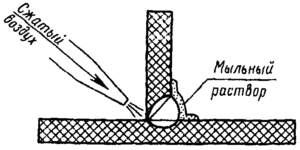 Сжатый
воздух
Мыльный
раствор